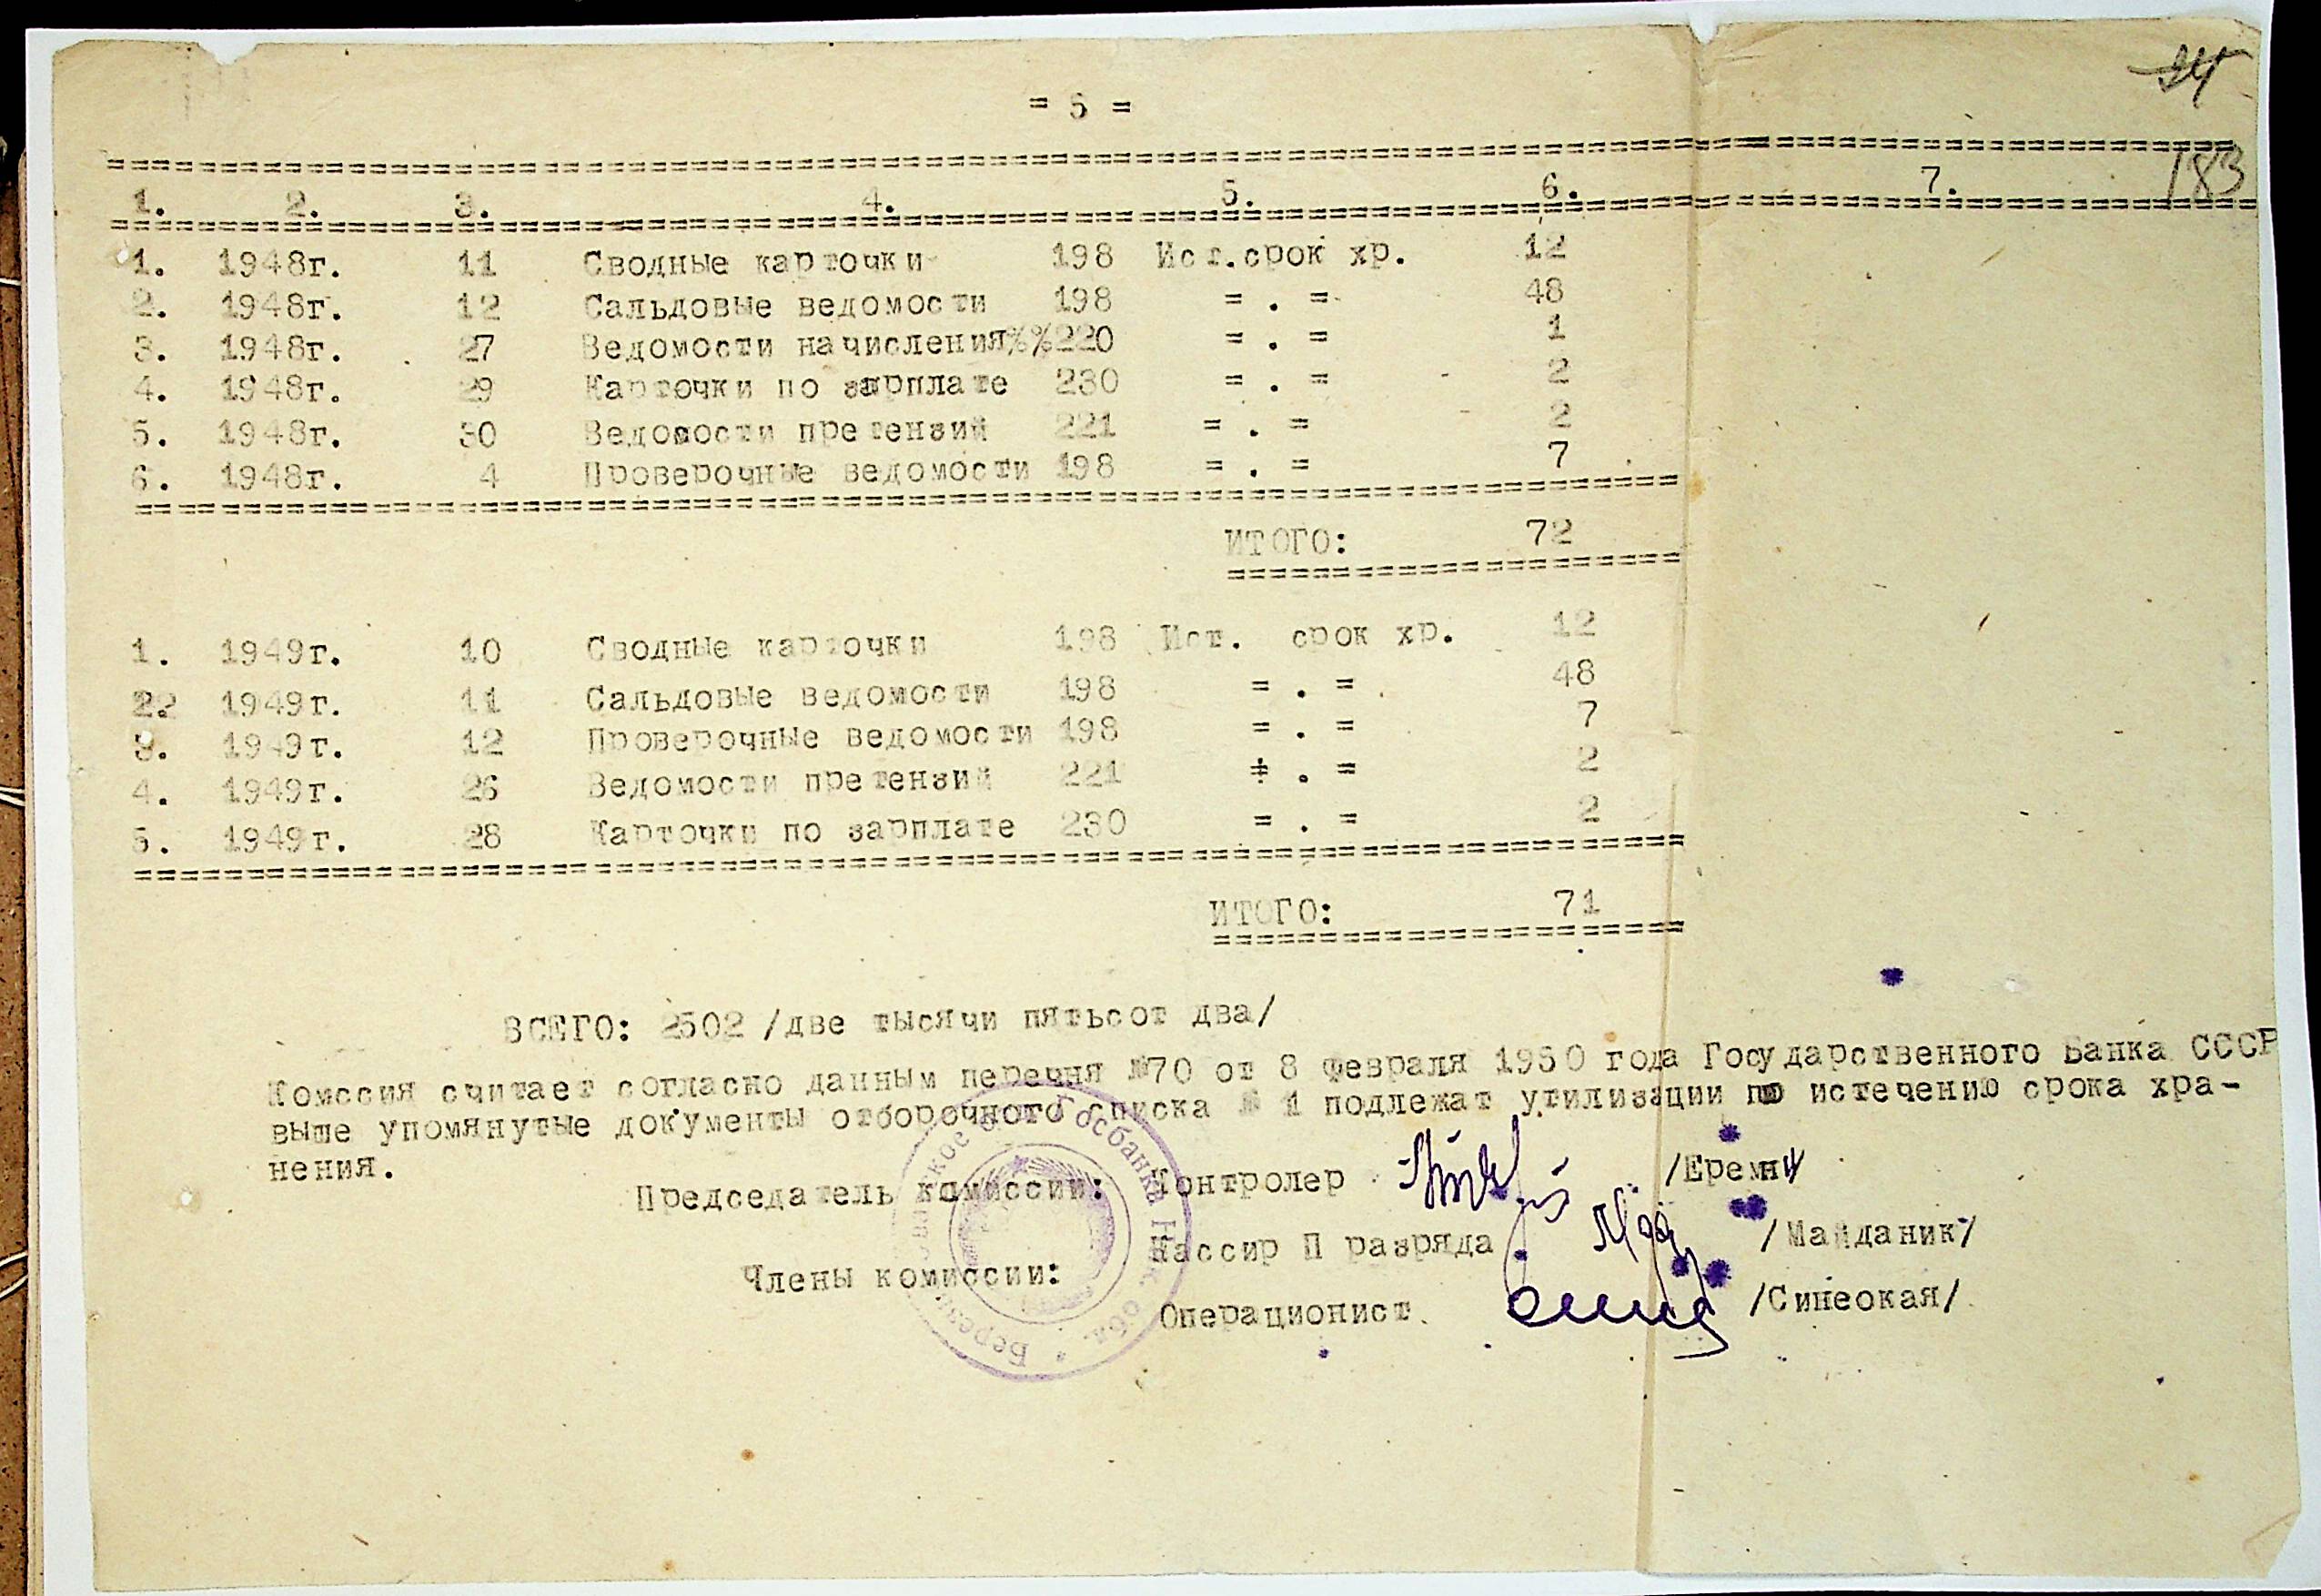 = 5 =
24
183
1. 2. 3. 4. 5. 6. 7.
1. 1948г. 11 Сводные карточки 198 Ист.срок хр. 12
2. 1948г. 12 Сальдовые ведомости 198 = . = 48
3. 1948г. 27 Ведомости начисления%%220 = . = 1
4. 1948г. 29 Карточки по зарплате 230 = . = 2
5. 1948г. 30 Ведомости претензий 221 = . = 2
6. 1948г. 4 Проверочные ведомости 198 = . = 7
ИТОГО: 72
1. 1949г. 10 Сводные карточки 198 Ист. срок хр. 12
2. 1949г. 11 Сальдовые ведомости 198 = . = 48
3. 1949г. 12 Проверочные ведомости 198 = . = 7
4. 1949г. 26 Ведомости претензий 221 = . = 2
5. 1949г. 28 Карточки по зарплате 230 = . = 2
ИТОГО: 71
ВСЕГО: 2502 /две тысячи пятьсот два/
Комссия считает согласно данным перечня №70 от 8 февраля 1950 года Государственного Банка СССР
выше упомянутые документы отборочного списка № 1 подлежат утилизации по истечению срока хра-
нения.
Председатель комиссии: Контролер /Еремн
Кассир П разряда /Майданик/
Члены комиссии:
Операционист. /Синеокая/
Госбанка
обл.